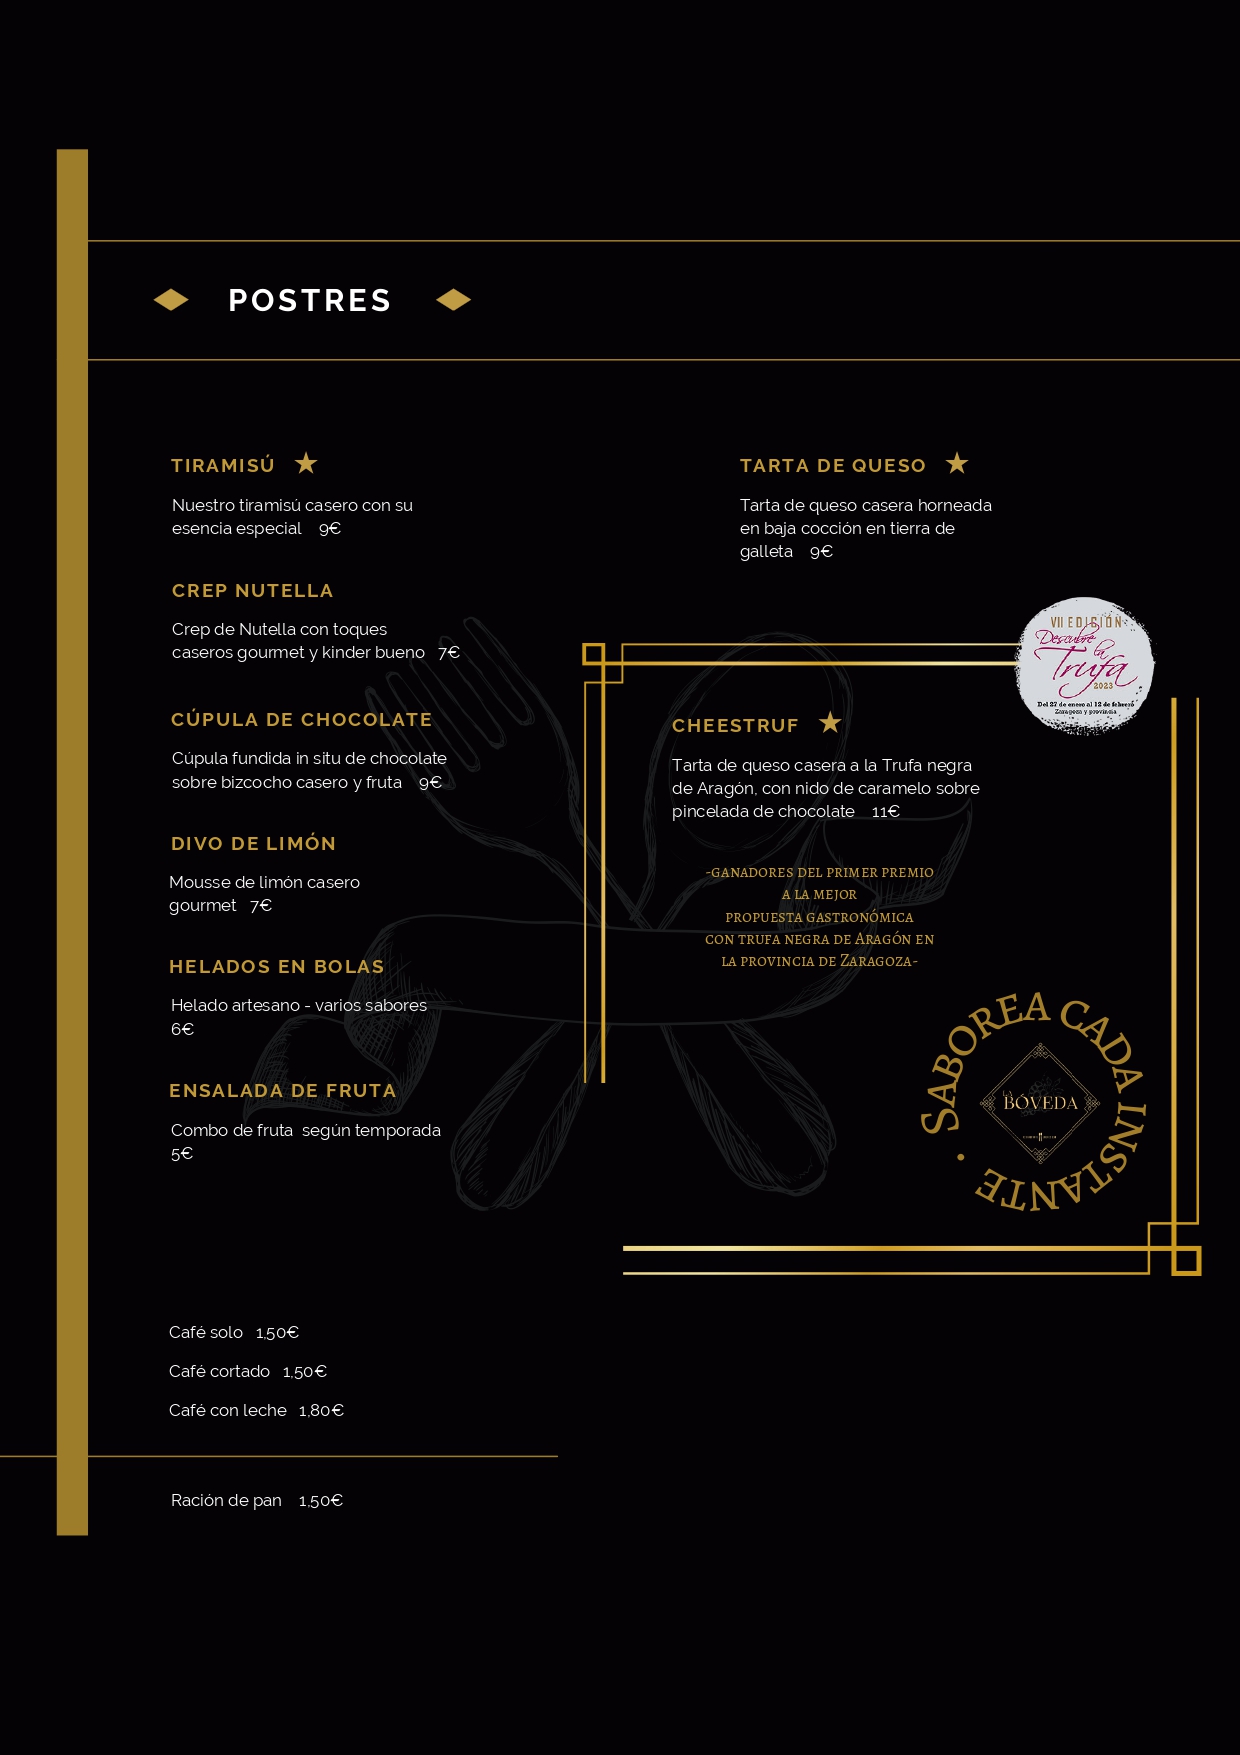 POSTRES
TIRAMISÚ
Nuestro tiramisú casero con su
esencia especial 9€
CREP NUTELLA
Crep de Nutella con toques
caseros gourmet y kinder bueno 7€
CÚPULA DE CHOCOLATE
Cúpula fundida in situ de chocolate
sobre bizcocho casero y fruta 9€
DIVO DE LIMÓN
Mousse de limón casero
gourmet 7€
HELADOS EN BOLAS
Helado artesano - varios sabores
6€
ENSALADA DE FRUTA
Combo de fruta según temporada
5€
Café solo 1,50€
Café cortado 1,50€
Café con leche 1,80€
Ración de pan 1,50€
TARTA DE QUESO
Tarta de queso casera horneada
en baja cocción en tierra de
galleta 9€
VII EDICIÓN
Descubre
la
Trufa
2023
Del 27 de enero al 12 de febrero
Zaragoza y provincia
CHEESTRUF
Tarta de queso casera a la Trufa negra
de Aragón, con nido de caramelo sobre
pincelada de chocolate 11€
-GANADORES DEL PRIMER PREMIO
A LA MEJOR
PROPUESTA GASTRONÓMICA
CON TRUFA NEGRA DE ARAGÓN EN
LA PROVINCIA DE ZARAGOZA-
SABOREA CADA INSTANTE ·
BÓVEDA